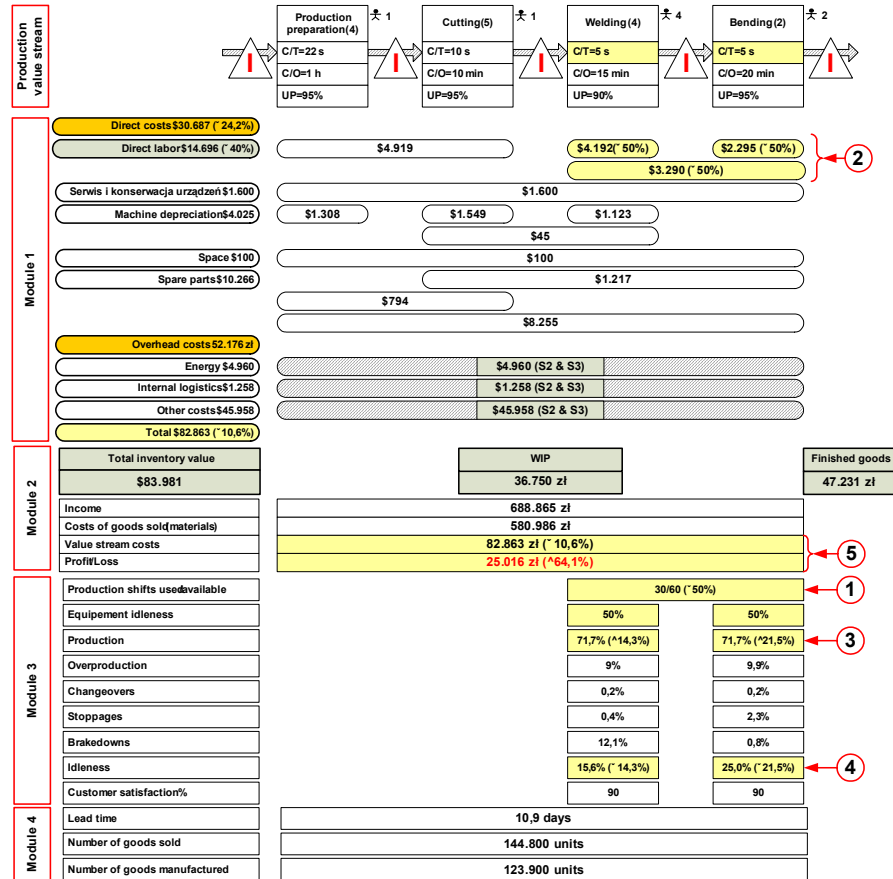 Production value stream
Production preparation(4)
1
Cutting(5)
1
Welding(4)
4
Bending(2)
2
I
I
I
I
I
C/T=22 s
C/T=10 s
C/T=5 s
C/T=5 s
C/O=1 h
C/O=10 min
C/O=15 min
C/O=20 min
UP=95%
UP=95%
UP=90%
UP=95%
Module 1
Direct costs$30.687 (˜24,2%)
Direct labor$14.696 (˜40%)
$4.919
$4.192(˜50%)
$2.295 (˜50%)
2
$3.290 (˜50%)
Serwis i konserwacja urządzeń$1.600
$1.600
Machine depreciation$4.025
$1.308
$1.549
$1.123
$45
Space $100
$100
Spare parts$10.266
$1.217
$794
$8.255
Overhead costs52.176 zł
Energy $4.960
$4.960 (S2 & S3)
Internal logistics$1.258
$1.258 (S2 & S3)
Other costs$45.958
$45.958 (S2 & S3)
Total $82.863 (˜10,6%)
Module 2
Total inventory value
WIP
Finished goods
$83.981
36.750 zł
47.231 zł
Income
688.865 zł
Costs of goods sold(materials)
580.986 zł
Value stream costs
82.863 zł (˜10,6%)
Profit/Loss
25.016 zł (^64,1%)
5
Module 3
Production shifts used/available
30/60 (˜50%)
1
Equipement idleness
50%
50%
Production
71,7% (^14,3%)
71,7% (^21,5%)
3
Overproduction
9%
9,9%
Changeovers
0,2%
0,2%
Stoppages
0,4%
2,3%
Brakedowns
12,1%
0,8%
Idleness
15,6% (˜14,3%)
25,0% (˜21,5%)
4
Customer satisfaction%
90
90
Module 4
Lead time
10,9 days
Number of goods sold
144.800 units
Number of goods manufactured
123.900 units